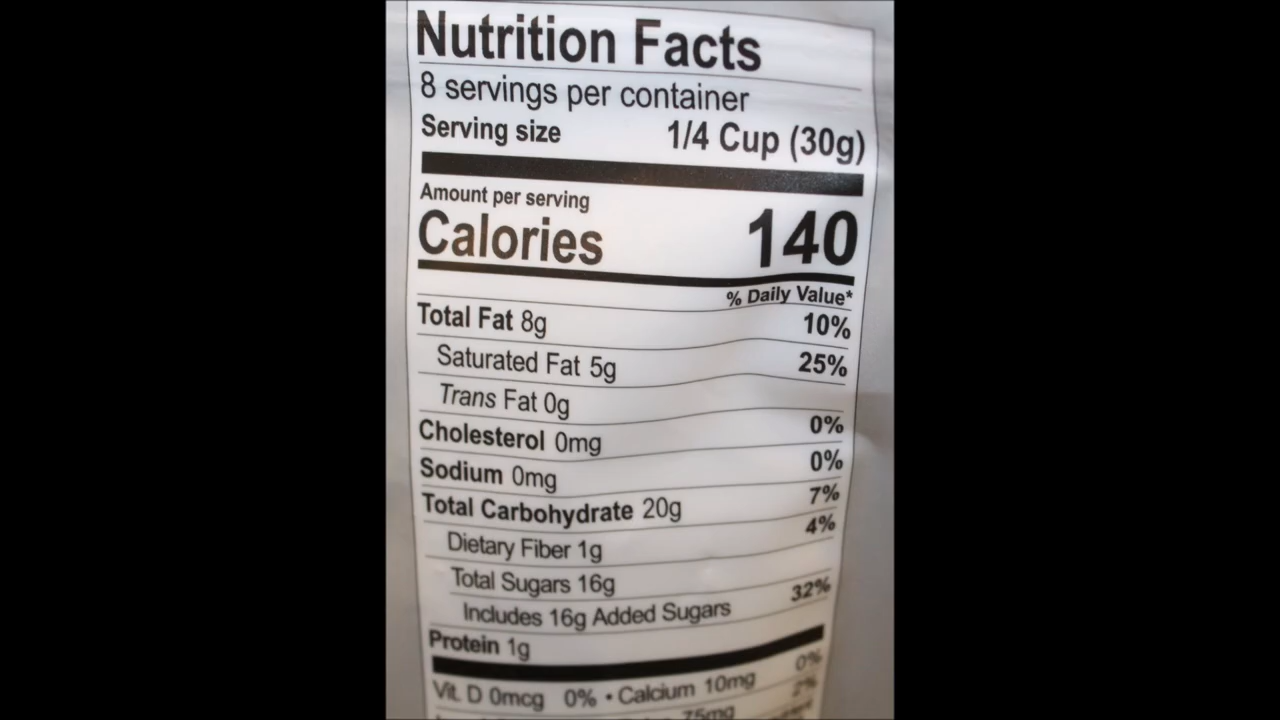 Nutrition Facts
8 servings per container
Serving size 1/4 Cup (30g)
Amount per serving
Calories 140
% Daily Value*
Total Fat 8g 10%
Saturated Fat 5g 25%
Trans Fat 0g
Cholesterol 0mg 0%
Sodium 0mg 0%
Total Carbohydrate 20g 7%
Dietary Fiber 1g 4%
Total Sugars 16g
Includes 16g Added Sugars 32%
Protein 1g
Vit. D 0mcg 0% • Calcium 10mg 0%
75mg 2%